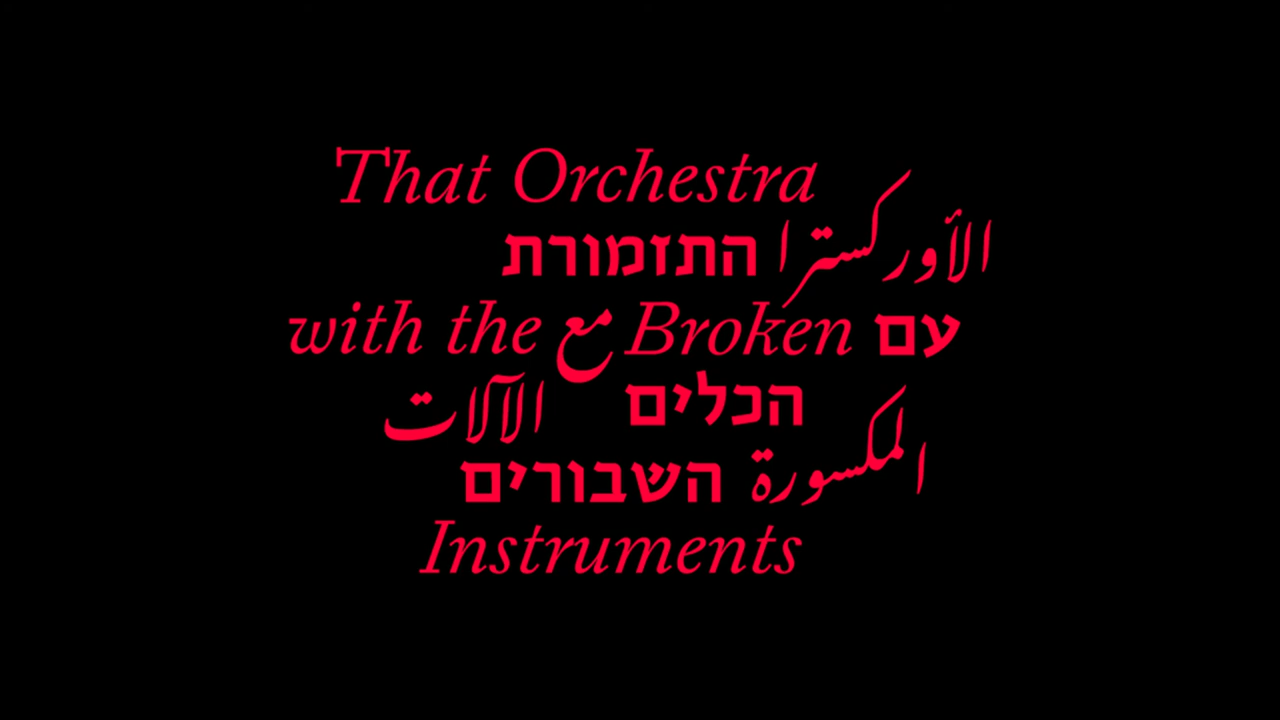 That Orchestra
الأوركسترا התזמורת
with the مع Broken עם
الآلات הכלים
المكسورة השבורים
Instruments